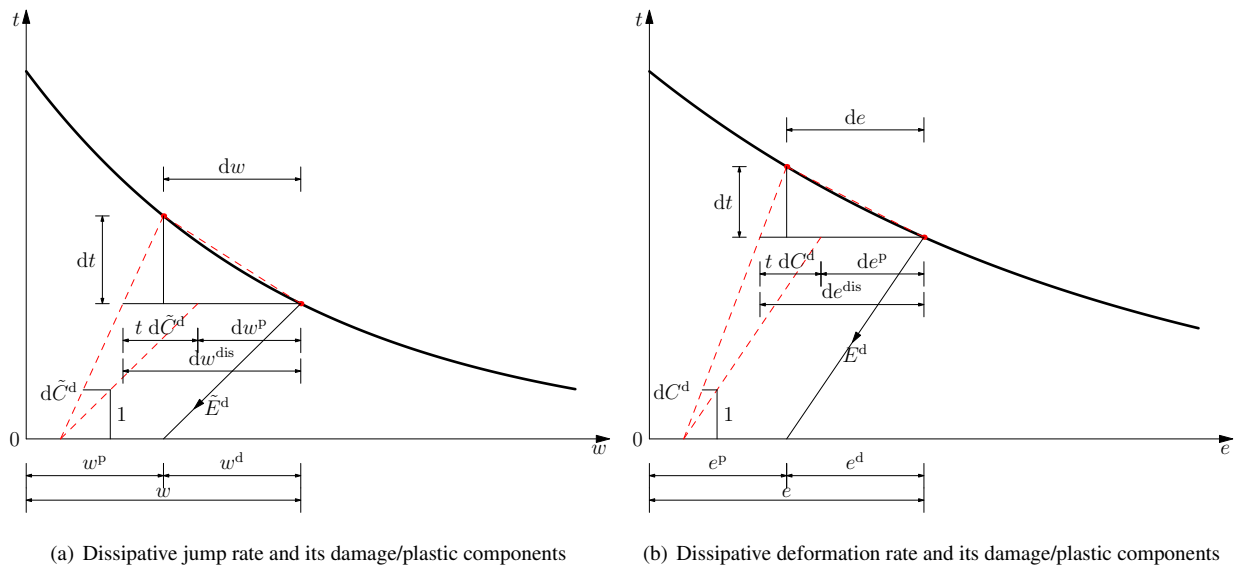 t
dw
dt
t dC̃ᵈ
dwᵖ
dwᵈⁱˢ
dC̃ᵈ
1
Ẽᵈ
0
w
wᵖ
wᵈ
w
(a) Dissipative jump rate and its damage/plastic components
t
de
dt
t dCᵈ
deᵖ
deᵈⁱˢ
Eᵈ
dCᵈ
1
0
e
eᵖ
eᵈ
e
(b) Dissipative deformation rate and its damage/plastic components